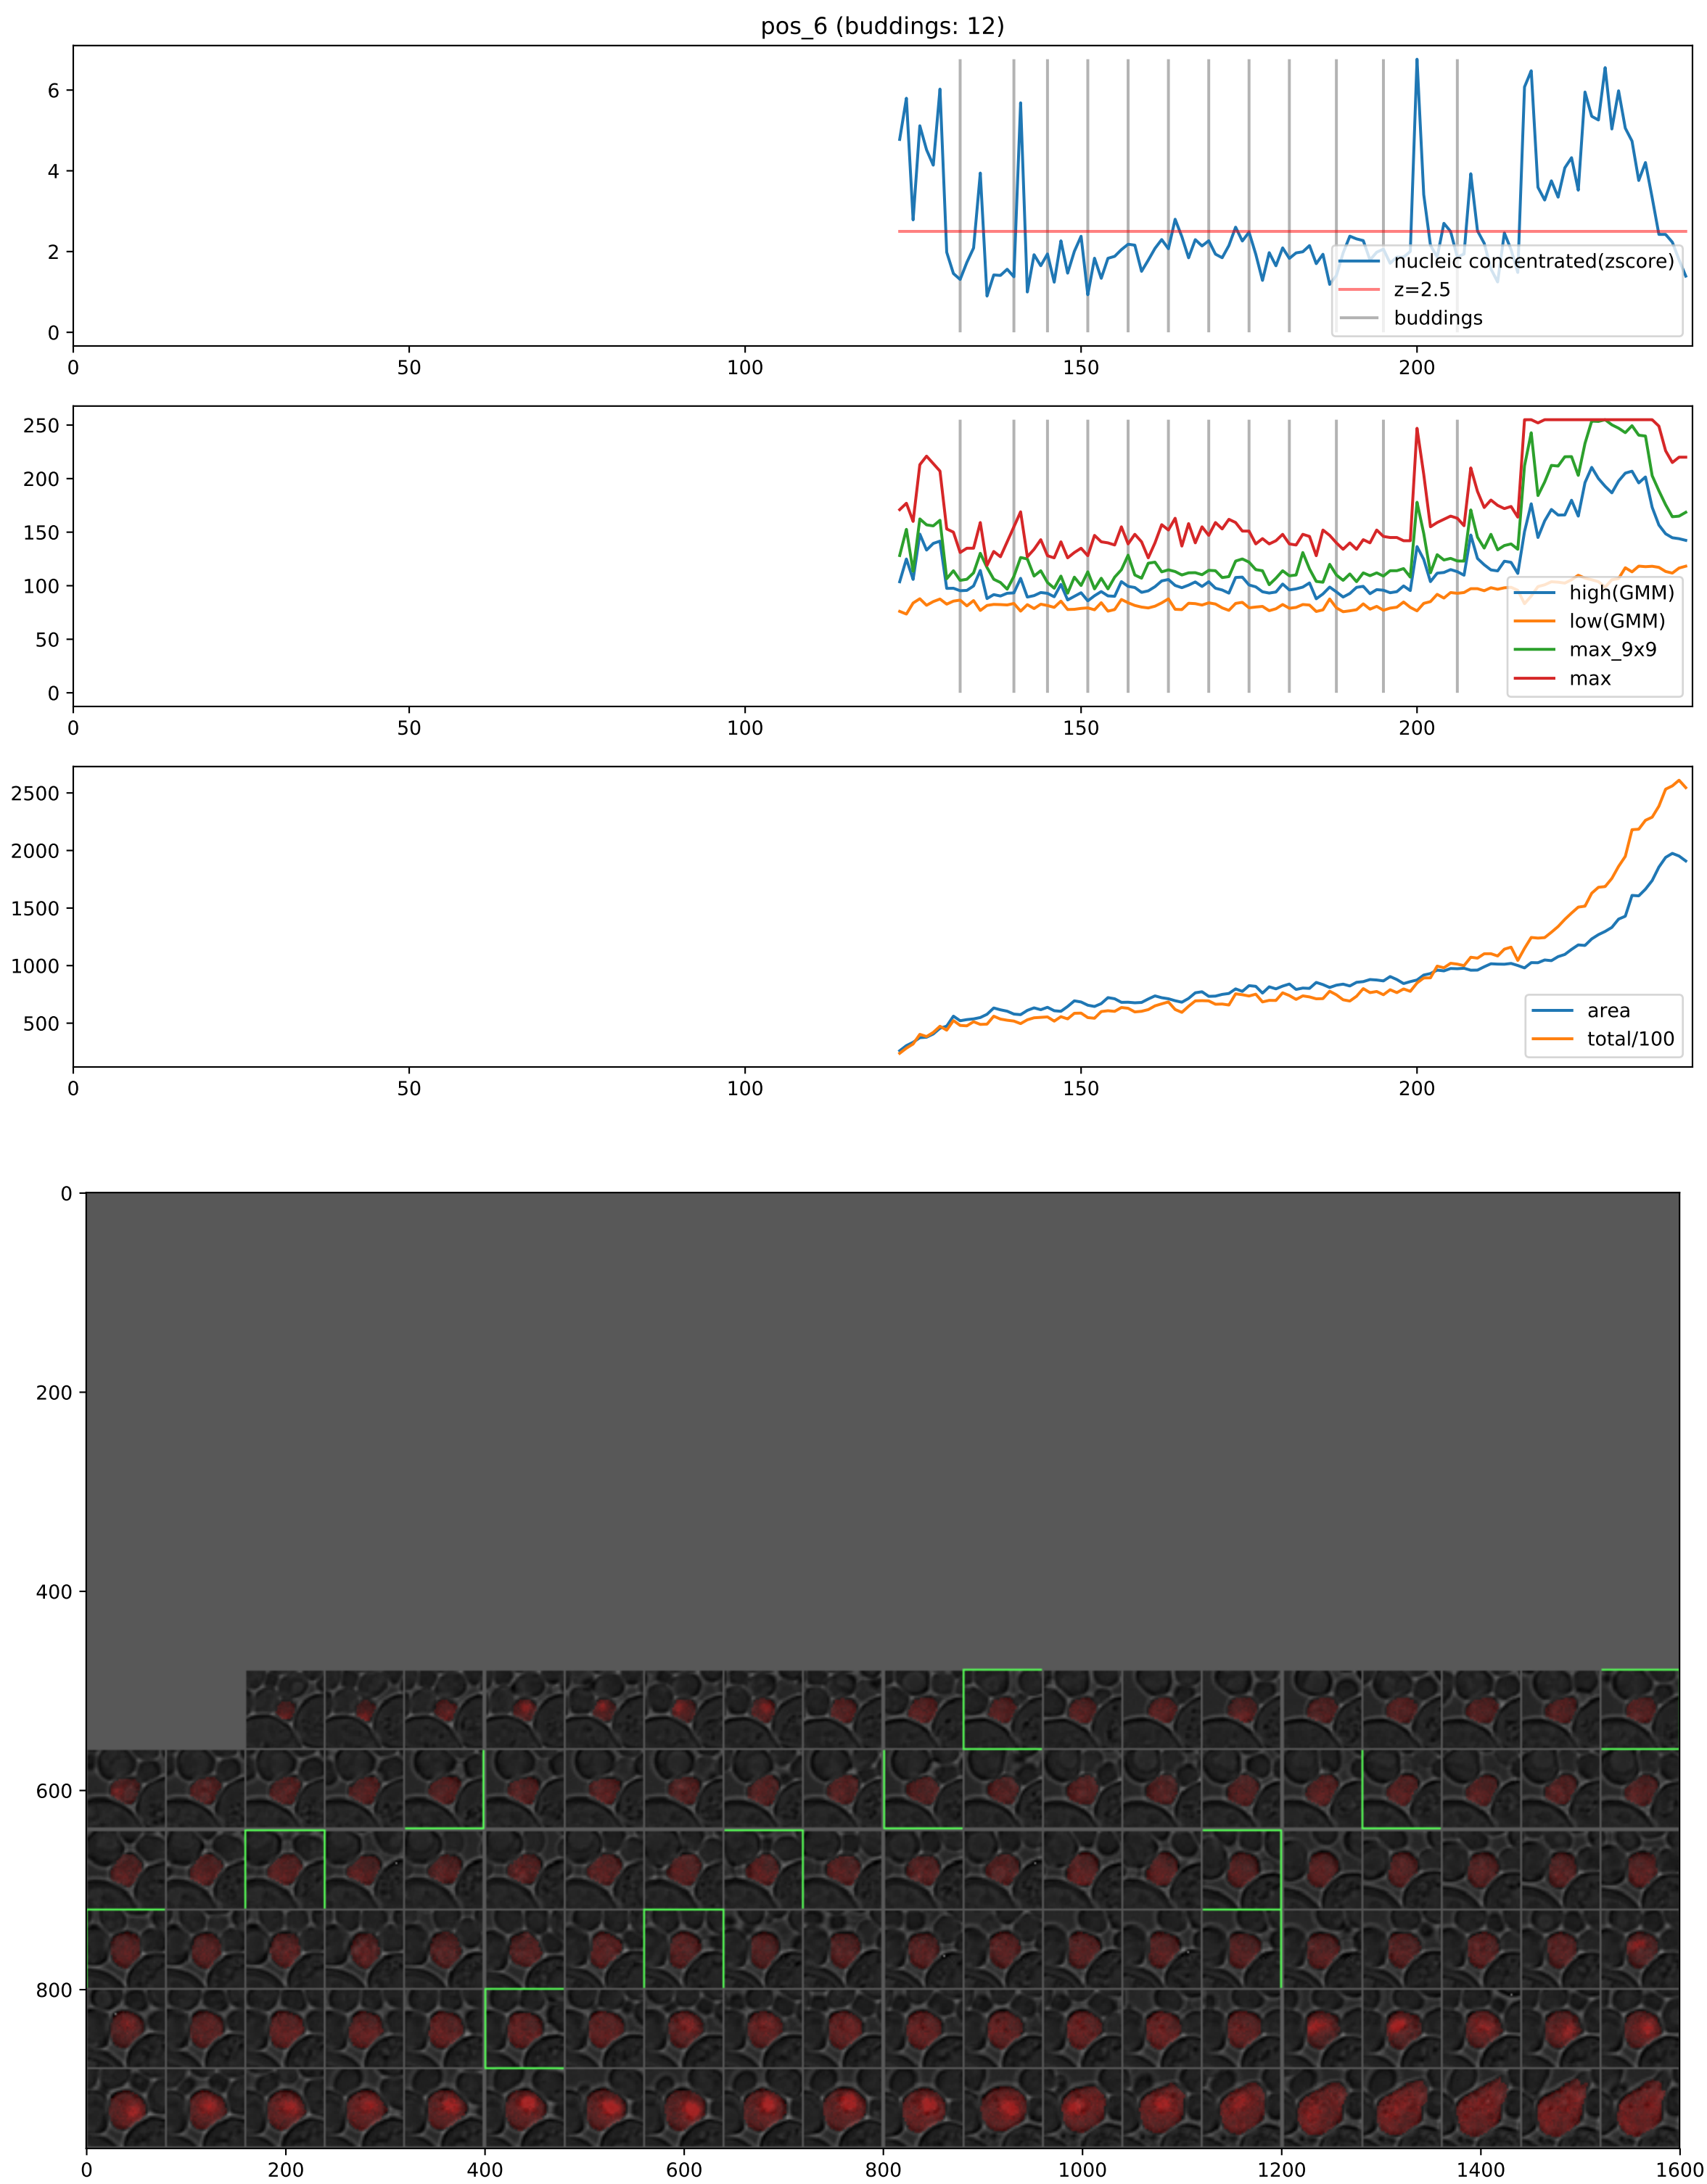 pos_6 (buddings: 12)
6
4
2
0
nucleic concentrated(zscore)
z=2.5
buddings
0 50 100 150 200
250
200
150
100
50
0
high(GMM)
low(GMM)
max_9x9
max
0 50 100 150 200
2500
2000
1500
1000
500
area
total/100
0 50 100 150 200
0
200
400
600
800
0 200 400 600 800 1000 1200 1400 1600